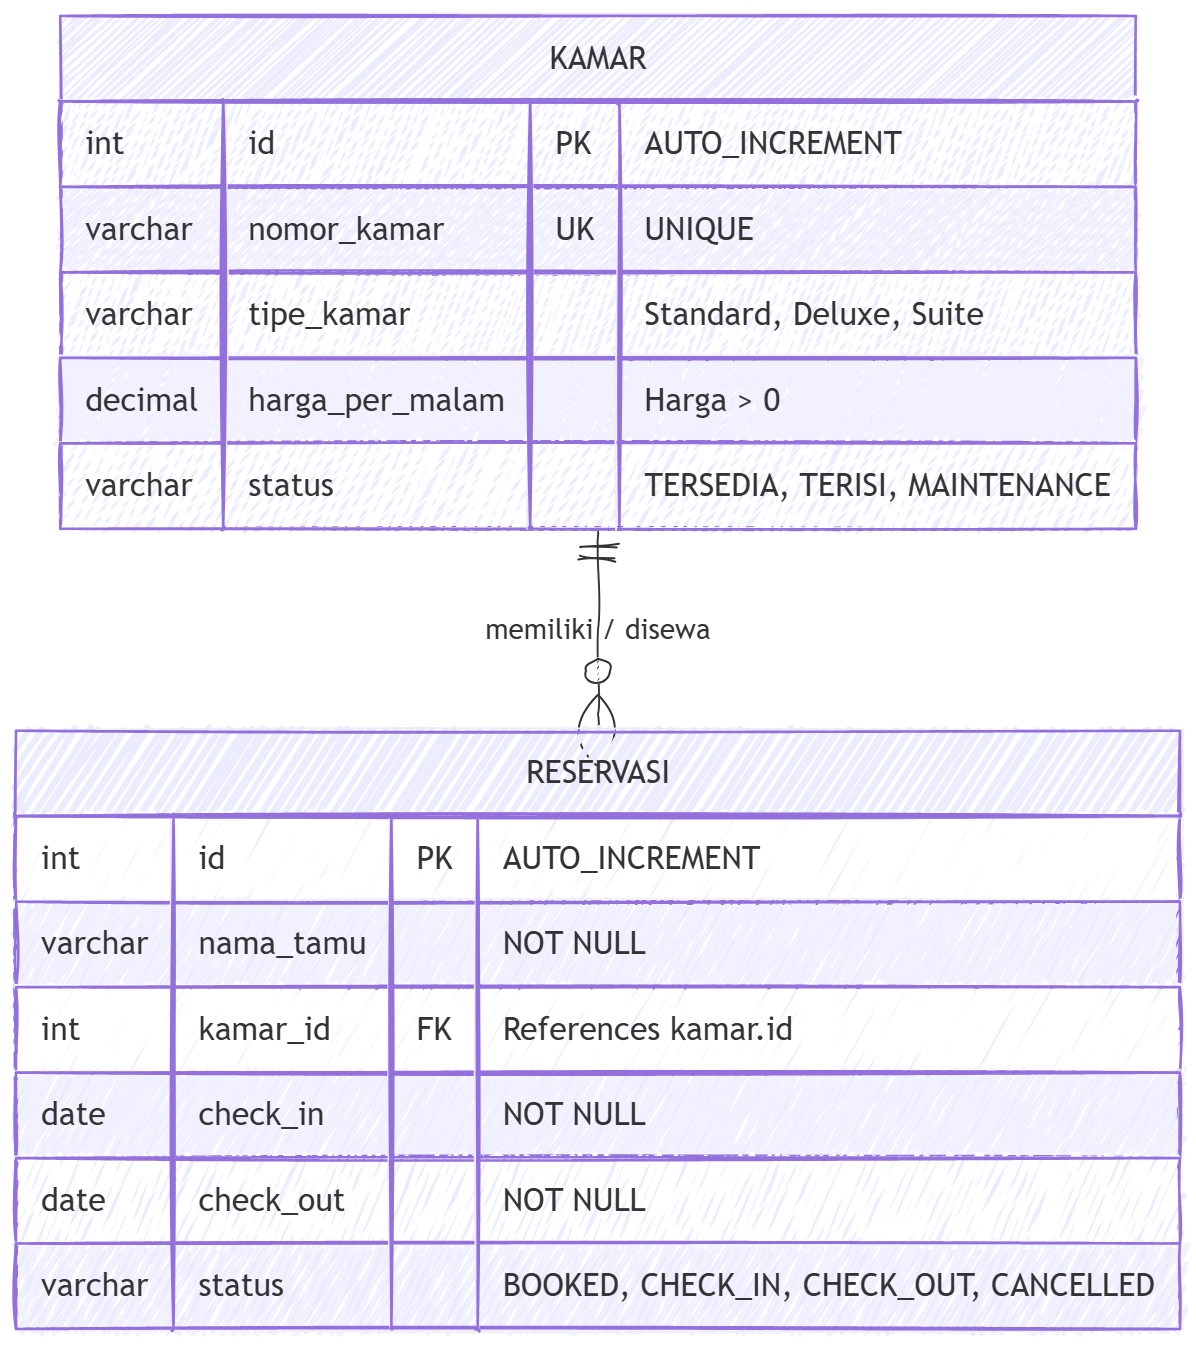 KAMAR
int id PK AUTO_INCREMENT
varchar nomor_kamar UK UNIQUE
varchar tipe_kamar Standard, Deluxe, Suite
decimal harga_per_malam Harga > 0
varchar status TERSEDIA, TERISI, MAINTENANCE
memiliki / disewa
RESERVASI
int id PK AUTO_INCREMENT
varchar nama_tamu NOT NULL
int kamar_id FK References kamar.id
date check_in NOT NULL
date check_out NOT NULL
varchar status BOOKED, CHECK_IN, CHECK_OUT, CANCELLED